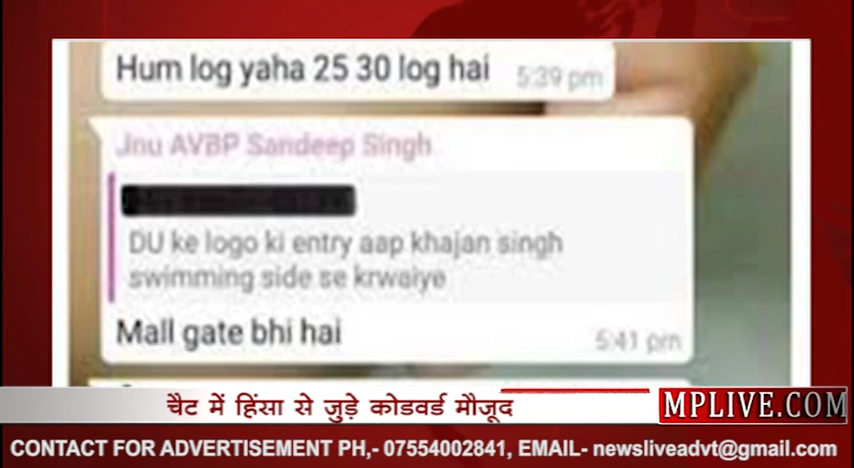 Hum log yaha 25 30 log hai 5:39 pm
Jnu AVBP Sandeep Singh
DU ke logo ki entry aap khajan singh
swimming side se krwaiye
Mall gate bhi hai 5:41 pm
चैट में हिंसा से जुड़े कोडवर्ड मौजूद
MPLIVE.COM
CONTACT FOR ADVERTISEMENT PH,- 07554002841, EMAIL- newsliveadvt@gmail.com